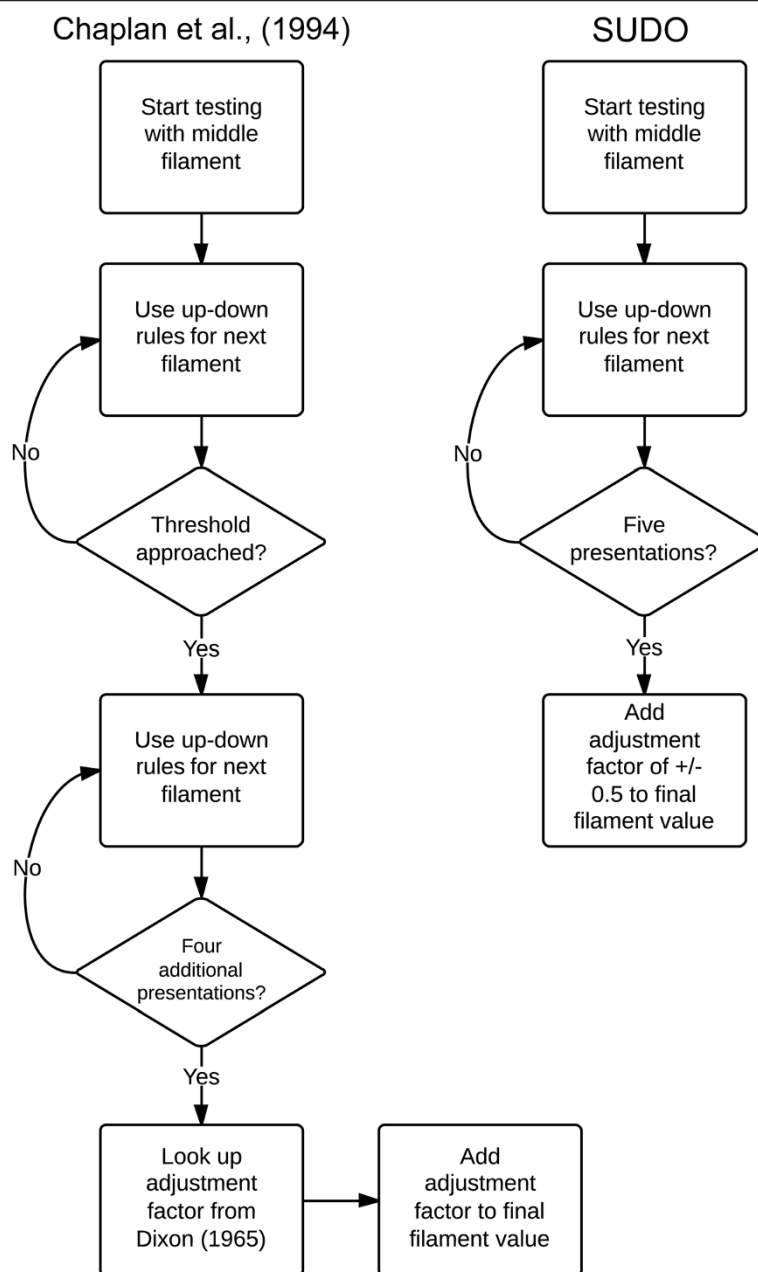 Chaplan et al., (1994)
Start testing
with middle
filament
Use up-down
rules for next
filament
No
Threshold
approached?
Yes
Use up-down
rules for next
filament
No
Four
additional
presentations?
Yes
Look up
adjustment
factor from
Dixon (1965)
Add
adjustment
factor to final
filament value
SUDO
Start testing
with middle
filament
Use up-down
rules for next
filament
No
Five
presentations?
Yes
Add
adjustment
factor of +/-
0.5 to final
filament value